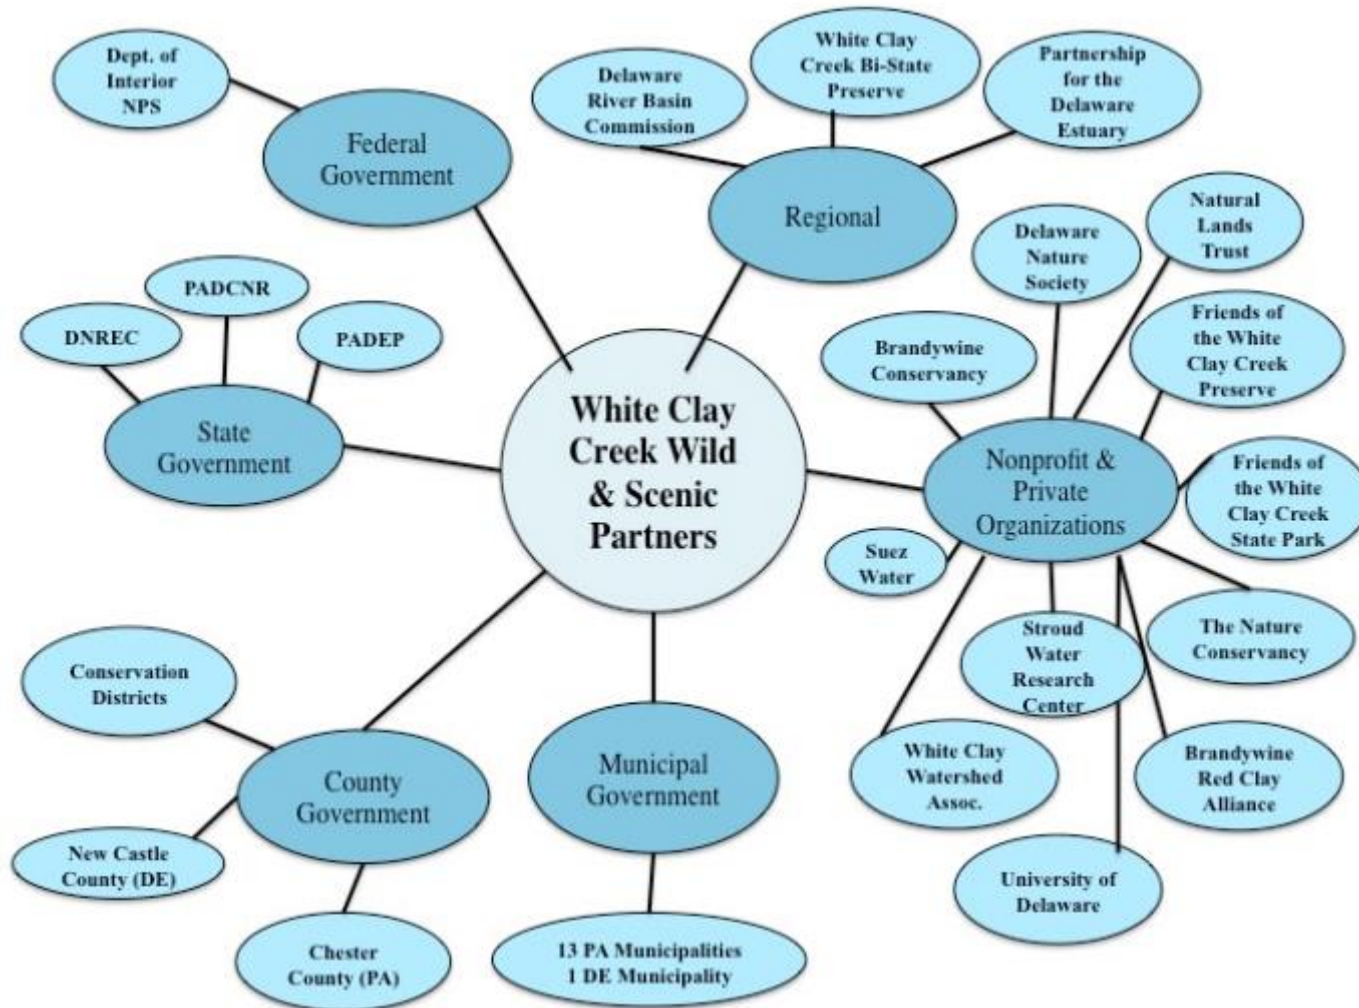 Dept. of
Interior
NPS
Federal
Government
Delaware
River Basin
Commission
White Clay
Creek Bi-State
Preserve
Partnership
for the
Delaware
Estuary
Regional
PADCNR
DNREC
PADEP
State
Government
White Clay
Creek Wild
& Scenic
Partners
Delaware
Nature
Society
Natural
Lands
Trust
Brandywine
Conservancy
Friends of
the White
Clay Creek
Preserve
Nonprofit &
Private
Organizations
Friends of
the White
Clay Creek
State Park
Suez
Water
Stroud
Water
Research
Center
The Nature
Conservancy
White Clay
Watershed
Assoc.
Brandywine
Red Clay
Alliance
University of
Delaware
Conservation
Districts
County
Government
New Castle
County (DE)
Chester
County (PA)
Municipal
Government
13 PA Municipalities
1 DE Municipality